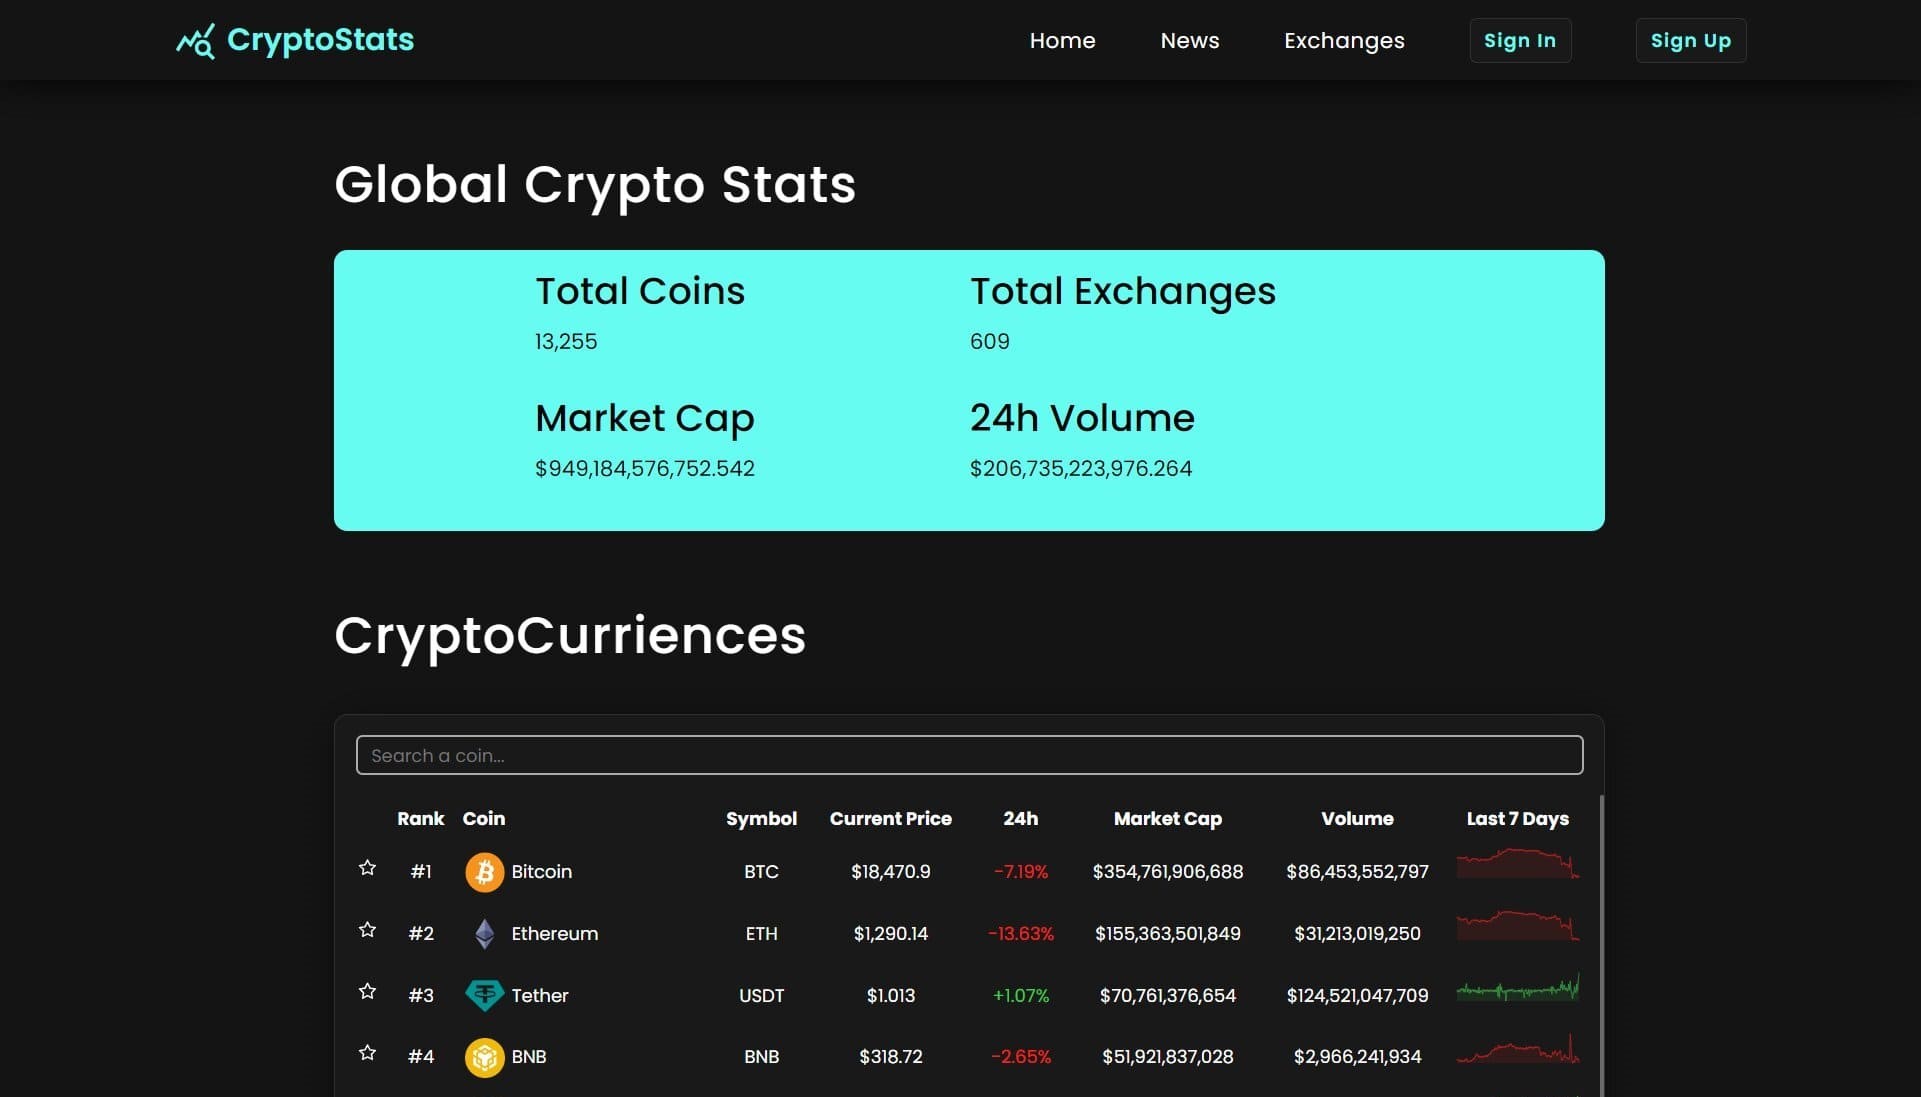 CryptoStats Home News Exchanges Sign In Sign Up
Global Crypto Stats
Total Coins Total Exchanges
13,255 609
Market Cap 24h Volume
$949,184,576,752.542 $206,735,223,976.264
CryptoCurriences
Search a coin...
Rank Coin Symbol Current Price 24h Market Cap Volume Last 7 Days
#1 Bitcoin BTC $18,470.9 -7.19% $354,761,906,688 $86,453,552,797
#2 Ethereum ETH $1,290.14 -13.63% $155,363,501,849 $31,213,019,250
#3 Tether USDT $1.013 +1.07% $70,761,376,654 $124,521,047,709
#4 BNB BNB $318.72 -2.65% $51,921,837,028 $2,966,241,934